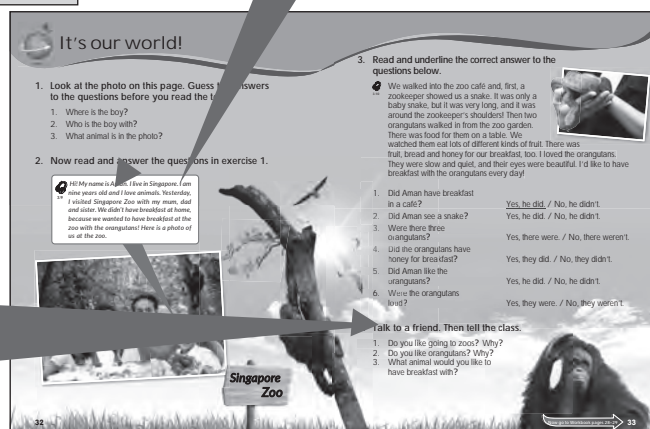 It's our world!
1. Look at the photo on this page. Guess answers
to the questions before you read the
1. Where is the boy?
2. Who is the boy with?
3. What animal is in the photo?
2. Now read and answer the questions in exercise 1.
Hi! My name is Aman. I live in Singapore. I am
nine years old and I love animals. Yesterday,
I visited Singapore Zoo with my mum, dad
and sister. We didn't have breakfast at home,
because we wanted to have breakfast at the
zoo with the orangutans! Here is a photo of
us at the zoo.
Singapore
Zoo
32
3. Read and underline the correct answer to the
questions below.
We walked into the zoo café and, first, a
zookeeper showed us a snake. It was only a
baby snake, but it was very long, and it was
around the zookeeper's shoulders! Then two
orangutans walked in from the zoo garden.
There was food for them on a table. We
watched them eat lots of different kinds of fruit. There was
fruit, bread and honey for our breakfast, too. I loved the orangutans.
They were slow and quiet, and their eyes were beautiful. I'd like to have
breakfast with the orangutans every day!
1. Did Aman have breakfast
in a café? Yes, he did. / No, he didn't.
2. Did Aman see a snake? Yes, he did. / No, he didn't.
3. Were there three
orangutans? Yes, there were. / No, there weren't.
4. Did the orangutans have
honey for breakfast? Yes, they did. / No, they didn't.
5. Did Aman like the
orangutans? Yes, he did. / No, he didn't.
6. Were the orangutans
loud? Yes, they were. / No, they weren't.
Talk to a friend. Then tell the class.
1. Do you like going to zoos? Why?
2. Do you like orangutans? Why?
3. What animal would you like to
have breakfast with?
Now go to Workbook pages 28-29
33